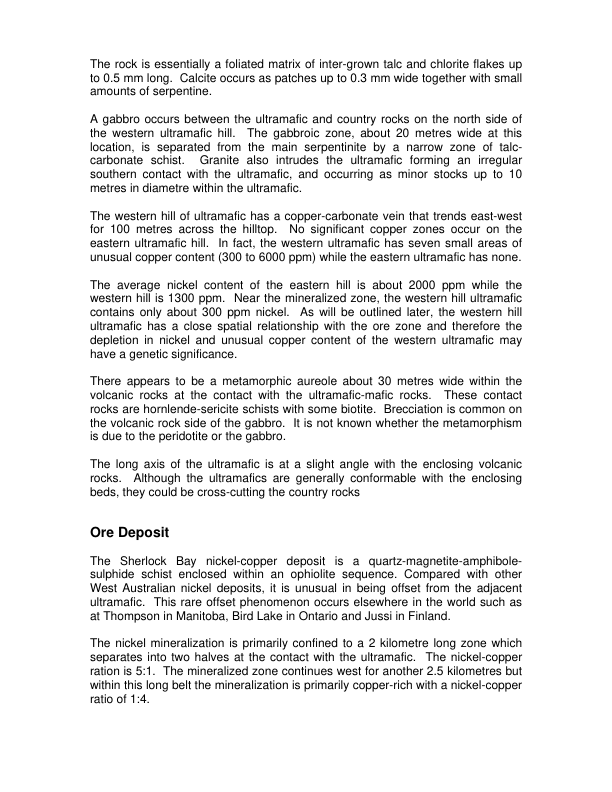 The rock is essentially a foliated matrix of inter-grown talc and chlorite flakes up
to 0.5 mm long. Calcite occurs as patches up to 0.3 mm wide together with small
amounts of serpentine.
A gabbro occurs between the ultramafic and country rocks on the north side of
the western ultramafic hill. The gabbroic zone, about 20 metres wide at this
location, is separated from the main serpentinite by a narrow zone of talc-
carbonate schist. Granite also intrudes the ultramafic forming an irregular
southern contact with the ultramafic, and occurring as minor stocks up to 10
metres in diametre within the ultramafic.
The western hill of ultramafic has a copper-carbonate vein that trends east-west
for 100 metres across the hilltop. No significant copper zones occur on the
eastern ultramafic hill. In fact, the western ultramafic has seven small areas of
unusual copper content (300 to 6000 ppm) while the eastern ultramafic has none.
The average nickel content of the eastern hill is about 2000 ppm while the
western hill is 1300 ppm. Near the mineralized zone, the western hill ultramafic
contains only about 300 ppm nickel. As will be outlined later, the western hill
ultramafic has a close spatial relationship with the ore zone and therefore the
depletion in nickel and unusual copper content of the western ultramafic may
have a genetic significance.
There appears to be a metamorphic aureole about 30 metres wide within the
volcanic rocks at the contact with the ultramafic-mafic rocks. These contact
rocks are hornlende-sericite schists with some biotite. Brecciation is common on
the volcanic rock side of the gabbro. It is not known whether the metamorphism
is due to the peridotite or the gabbro.
The long axis of the ultramafic is at a slight angle with the enclosing volcanic
rocks. Although the ultramafics are generally conformable with the enclosing
beds, they could be cross-cutting the country rocks
Ore Deposit
The Sherlock Bay nickel-copper deposit is a quartz-magnetite-amphibole-
sulphide schist enclosed within an ophiolite sequence. Compared with other
West Australian nickel deposits, it is unusual in being offset from the adjacent
ultramafic. This rare offset phenomenon occurs elsewhere in the world such as
at Thompson in Manitoba, Bird Lake in Ontario and Jussi in Finland.
The nickel mineralization is primarily confined to a 2 kilometre long zone which
separates into two halves at the contact with the ultramafic. The nickel-copper
ration is 5:1. The mineralized zone continues west for another 2.5 kilometres but
within this long belt the mineralization is primarily copper-rich with a nickel-copper
ratio of 1:4.